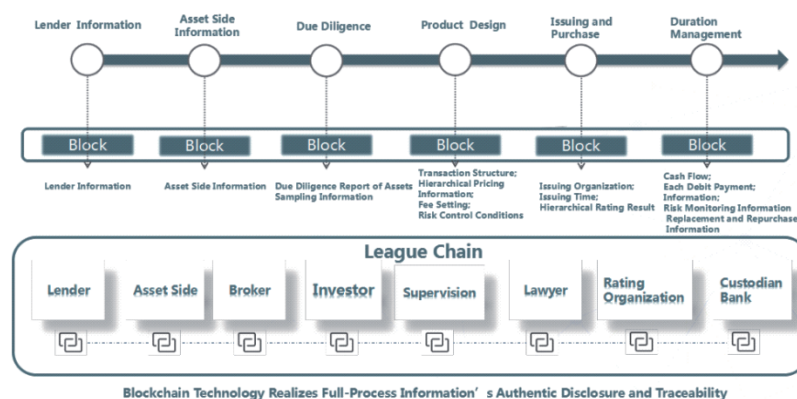 Lender Information
Asset Side
Information
Due Diligence
Product Design
Issuing and
Purchase
Duration
Management
Block
Block
Block
Block
Block
Block
Lender Information
Asset Side Information
Due Diligence Report of Assets
Sampling Information
Transaction Structure;
Hierarchical Pricing
Information;
Fee Setting;
Risk Control Conditions
Issuing Organization;
Issuing Time;
Hierarchical Rating Result
Cash Flow;
Each Debit Payment;
Information;
Risk Monitoring Information
Replacement and Repurchase
Information
League Chain
Lender
Asset Side
Broker
Investor
Supervision
Lawyer
Rating
Organization
Custodian
Bank
Blockchain Technology Realizes Full-Process Information' s Authentic Disclosure and Traceability